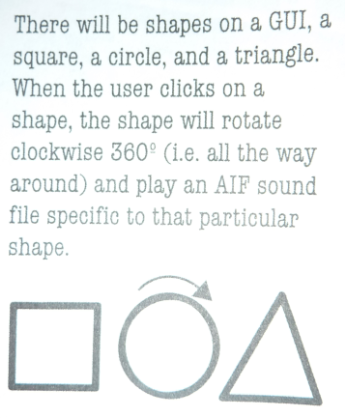 There will be shapes on a GUI, a
square, a circle, and a triangle.
When the user clicks on a
shape, the shape will rotate
clockwise 360º (i.e. all the way
around) and play an AIF sound
file specific to that particular
shape.